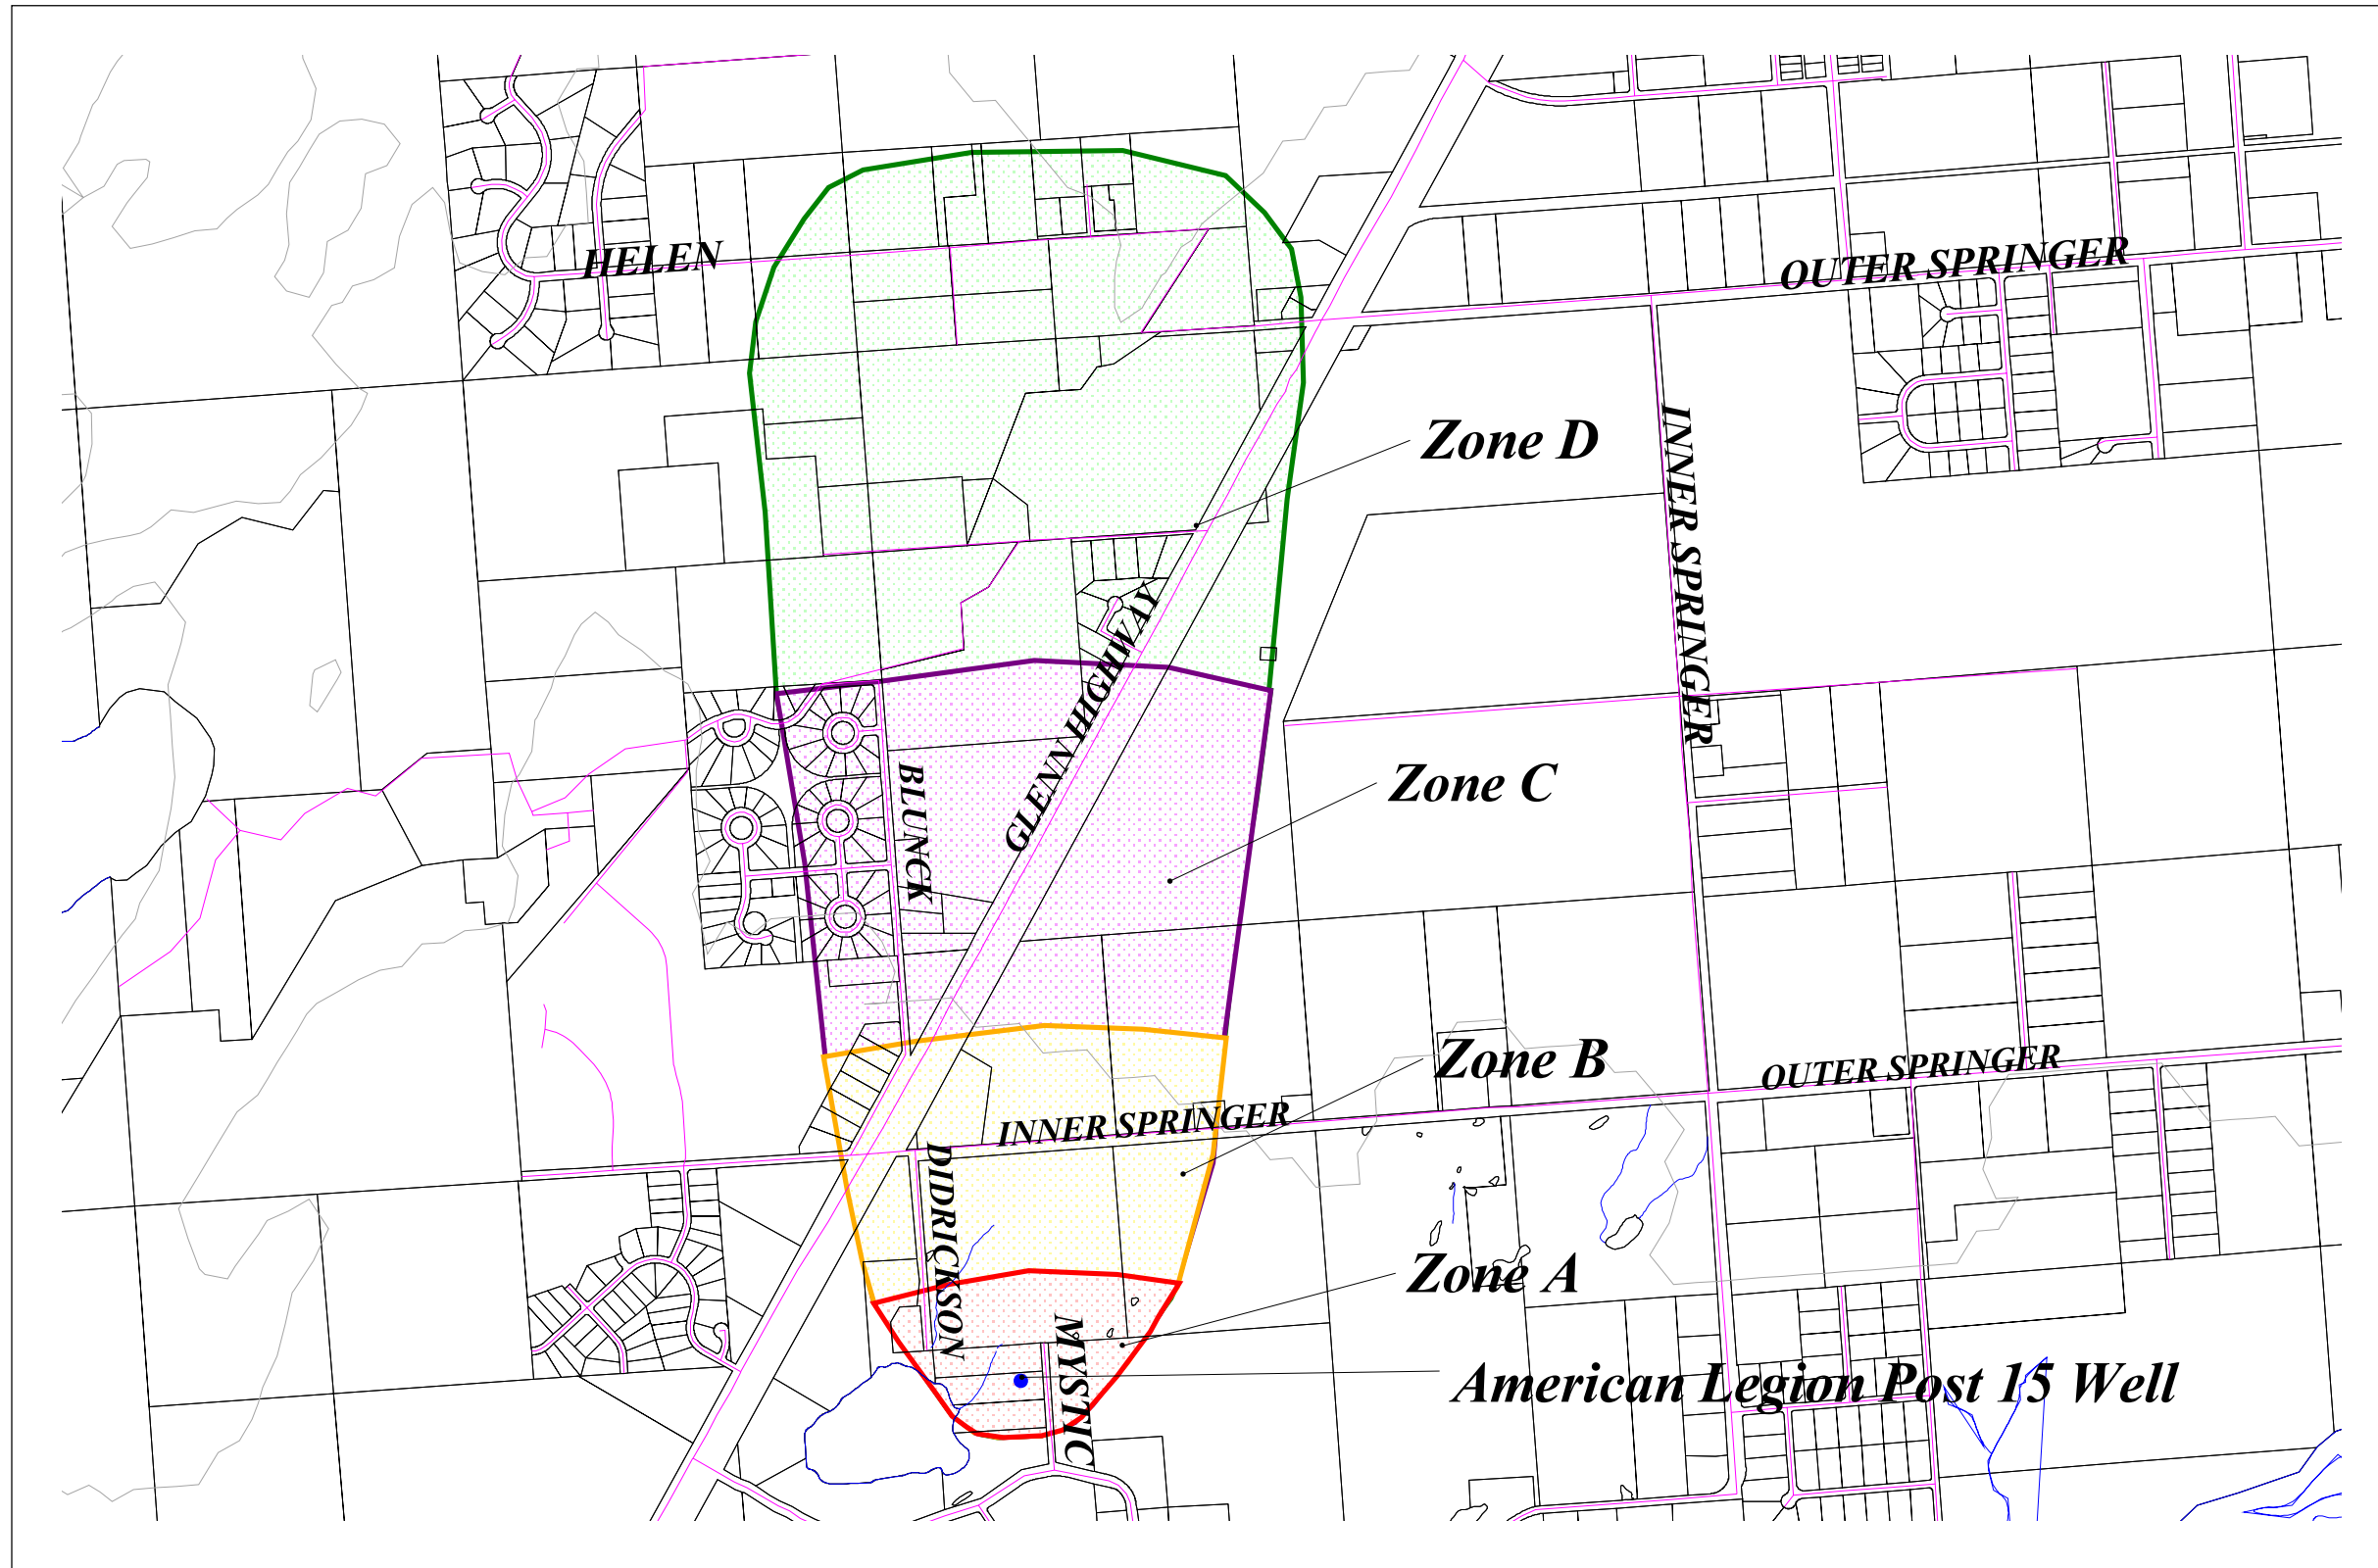 HELEN
OUTER SPRINGER
INNER SPRINGER
Zone D
GLENN HIGHWAY
Zone C
BLUNCK
Zone B
OUTER SPRINGER
INNER SPRINGER
DIDRICKSON
Zone A
MYSTIC
American Legion Post 15 Well